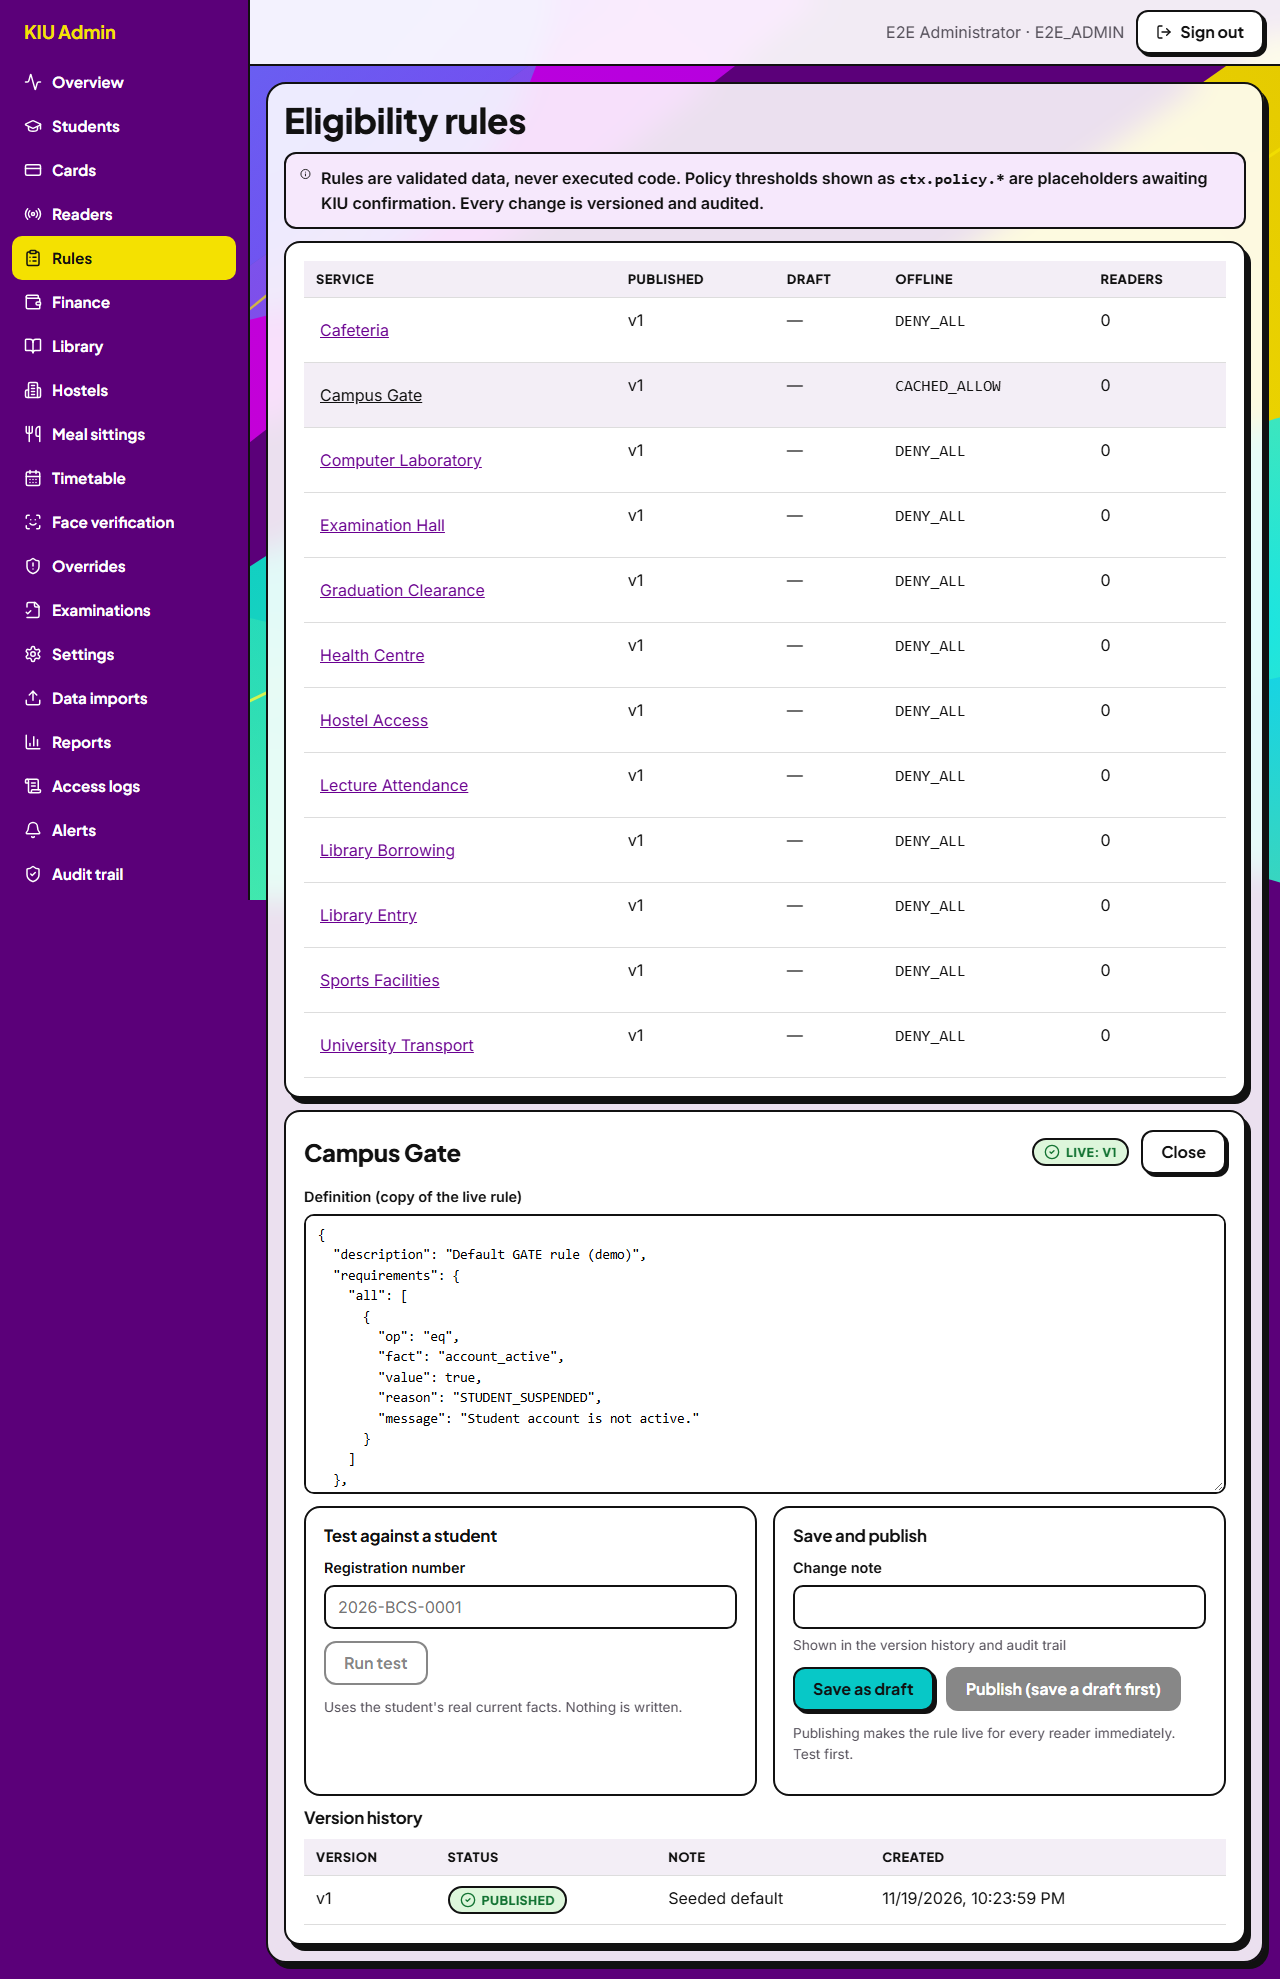 KIU Admin
Overview
Students
Cards
Readers
Rules
Finance
Library
Hostels
Meal sittings
Timetable
Face verification
Overrides
Examinations
Settings
Data imports
Reports
Access logs
Alerts
Audit trail
E2E Administrator · E2E_ADMIN
Sign out
Eligibility rules
Rules are validated data, never executed code. Policy thresholds shown as ctx.policy.* are placeholders awaiting
KIU confirmation. Every change is versioned and audited.
SERVICE PUBLISHED DRAFT OFFLINE READERS
Cafeteria v1 — DENY_ALL 0
Campus Gate v1 — CACHED_ALLOW 0
Computer Laboratory v1 — DENY_ALL 0
Examination Hall v1 — DENY_ALL 0
Graduation Clearance v1 — DENY_ALL 0
Health Centre v1 — DENY_ALL 0
Hostel Access v1 — DENY_ALL 0
Lecture Attendance v1 — DENY_ALL 0
Library Borrowing v1 — DENY_ALL 0
Library Entry v1 — DENY_ALL 0
Sports Facilities v1 — DENY_ALL 0
University Transport v1 — DENY_ALL 0
Campus Gate
LIVE: V1
Close
Definition (copy of the live rule)
{
"description": "Default GATE rule (demo)",
"requirements": {
"all": [
{
"op": "eq",
"fact": "account_active",
"value": true,
"reason": "STUDENT_SUSPENDED",
"message": "Student account is not active."
}
]
},
Test against a student
Registration number
2026-BCS-0001
Run test
Uses the student's real current facts. Nothing is written.
Save and publish
Change note
Shown in the version history and audit trail
Save as draft
Publish (save a draft first)
Publishing makes the rule live for every reader immediately.
Test first.
Version history
VERSION STATUS NOTE CREATED
v1 PUBLISHED Seeded default 11/19/2026, 10:23:59 PM